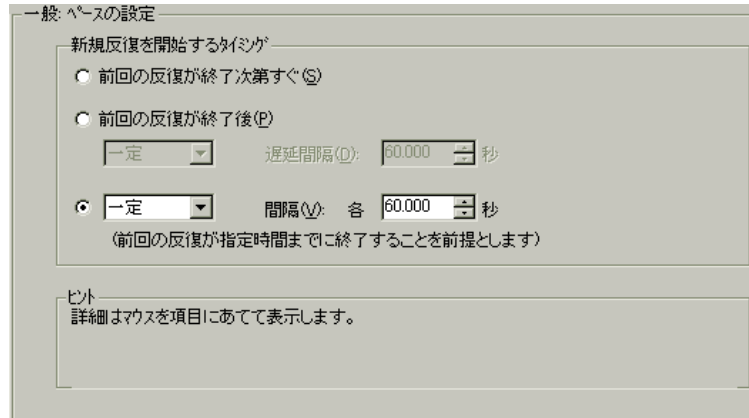 一般: ペースの設定
新規反復を開始するタイミング
前回の反復が終了次第すぐ(S)
前回の反復が終了後(P)
一定 遅延間隔(D): 60.000 秒
一定 間隔(V): 各 60.000 秒
(前回の反復が指定時間までに終了することを前提とします)
ヒント
詳細はマウスを項目にあてて表示します。